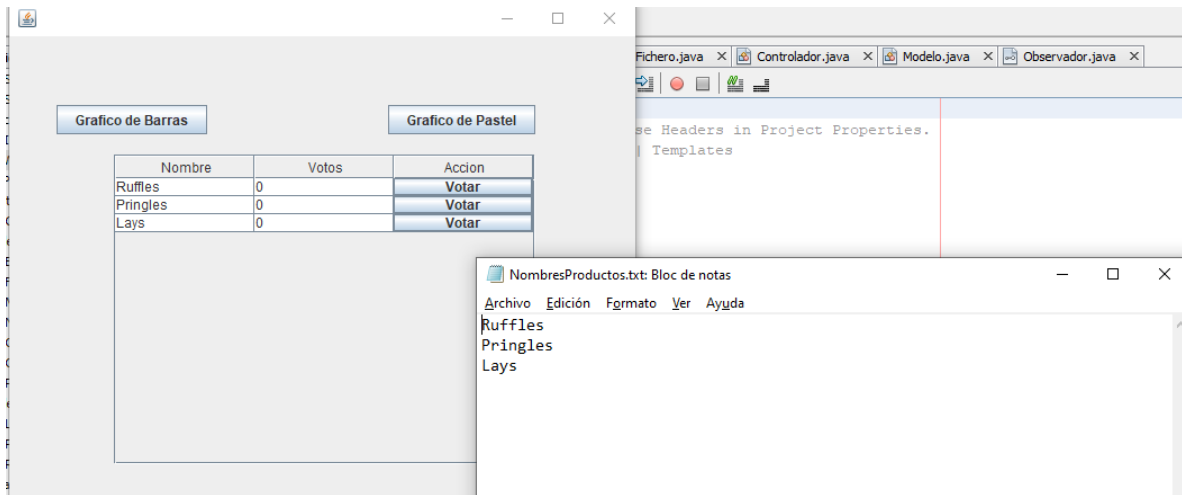 Fichero.java Controlador.java Modelo.java Observador.java
Grafico de Barras Grafico de Pastel
se Headers in Project Properties.
| Templates
Nombre Votos Accion
Ruffles 0 Votar
Pringles 0 Votar
Lays 0 Votar
NombresProductos.txt: Bloc de notas
Archivo Edición Formato Ver Ayuda
Ruffles
Pringles
Lays